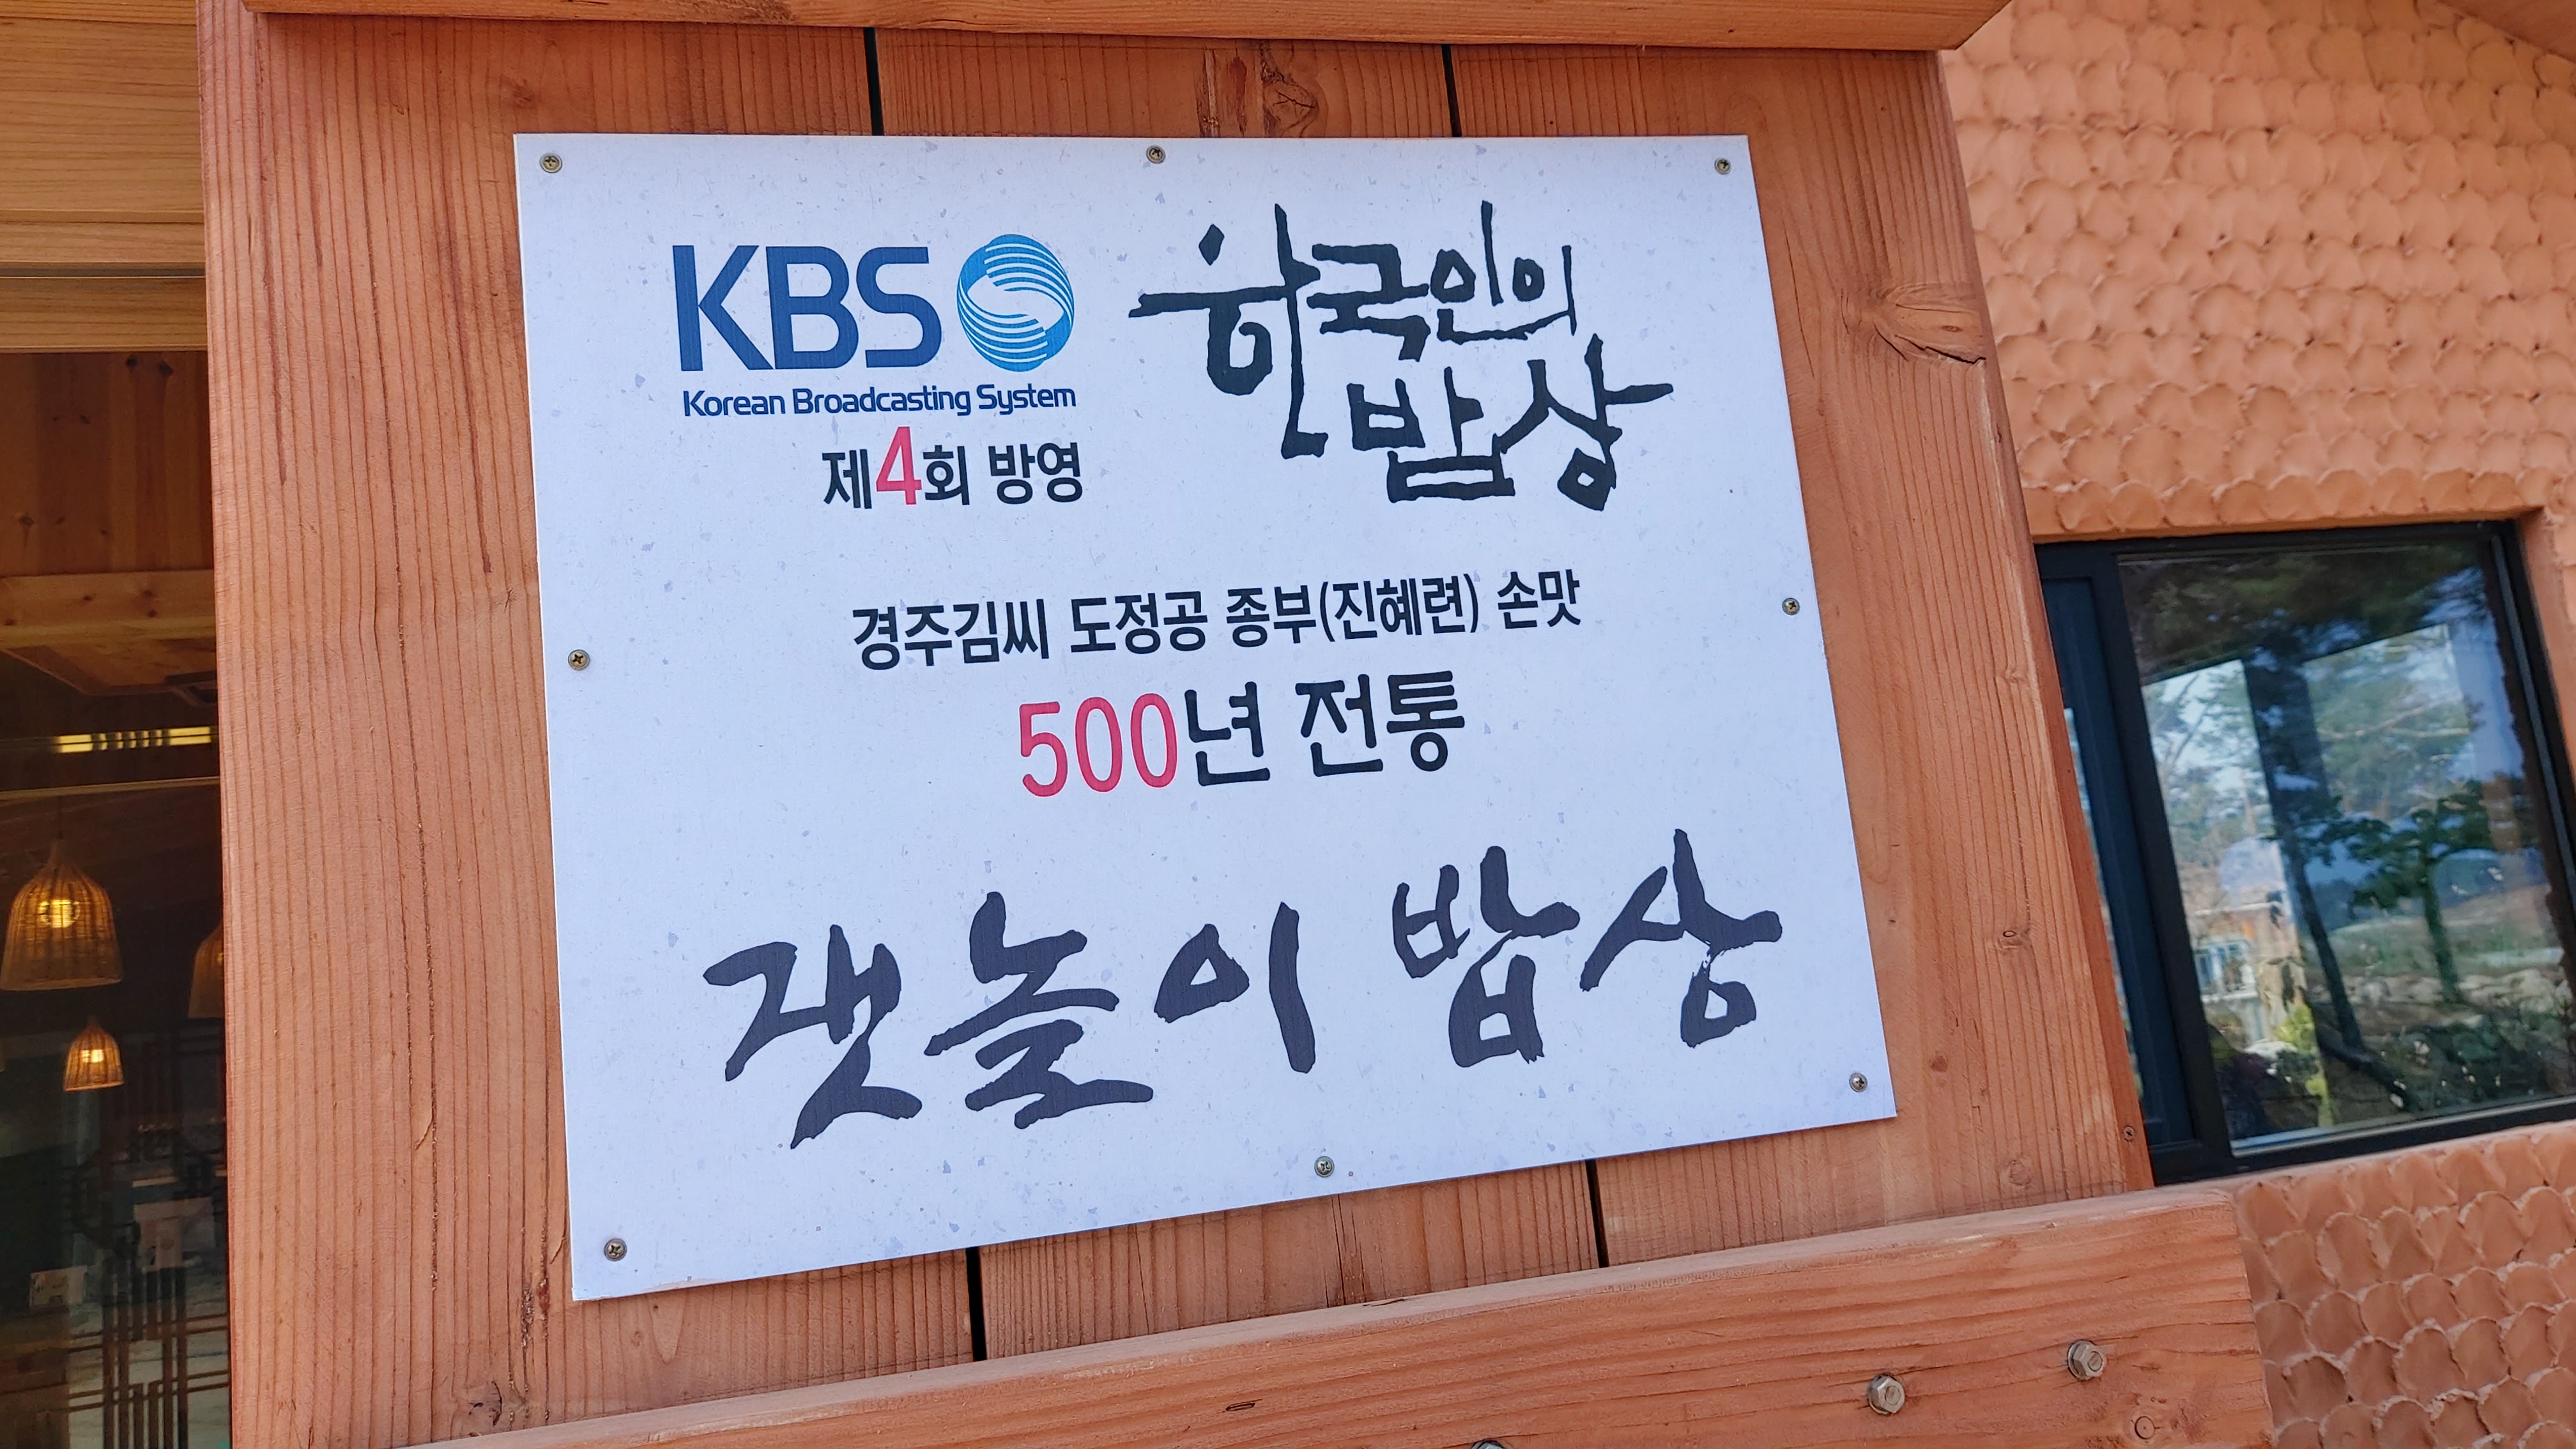 KBS
Korean Broadcasting System
제4회 방영
한국인의
밥상
경주김씨 도정공 종부(진혜련) 손맛
500년 전통
갯놀이 밥상